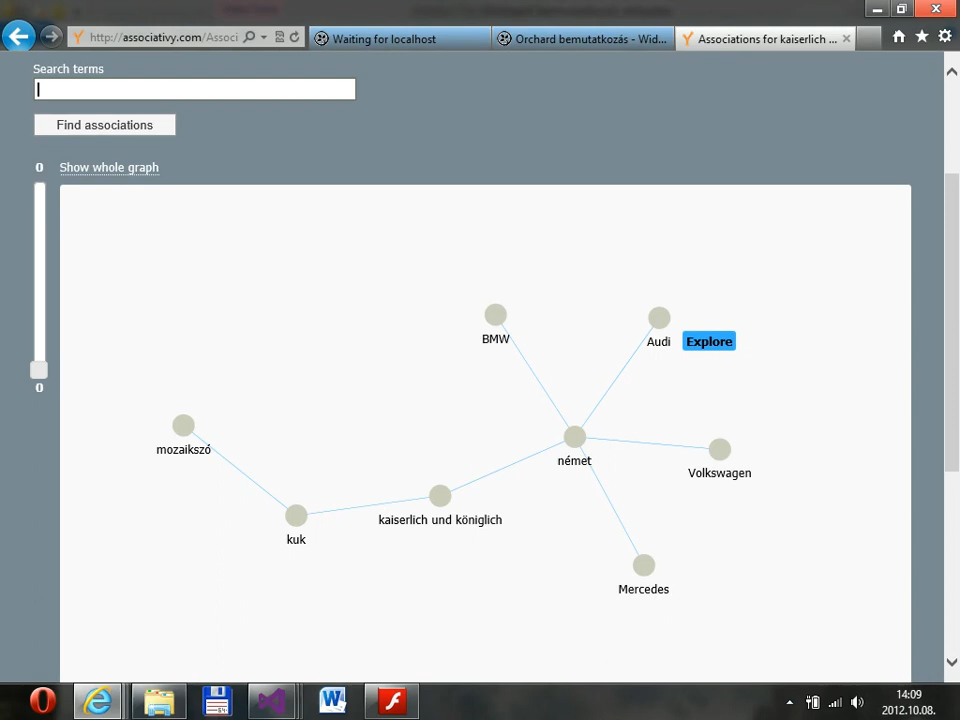 http://associativy.com/Associ
Waiting for localhost
Orchard bemutatkozás - Wid...
Associations for kaiserlich ...
Search terms
Find associations
0
Show whole graph
BMW
Audi
Explore
mozaikszó
német
Volkswagen
kaiserlich und königlich
kuk
Mercedes
0
14:09
2012.10.08.